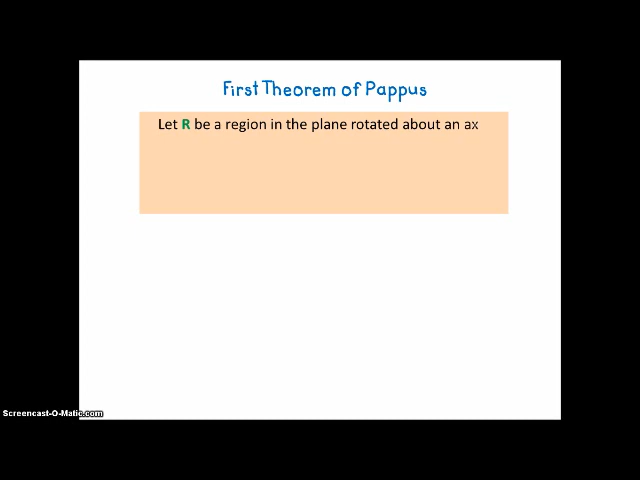 First Theorem of Pappus
Let R be a region in the plane rotated about an ax
Screencast-O-Matic.com